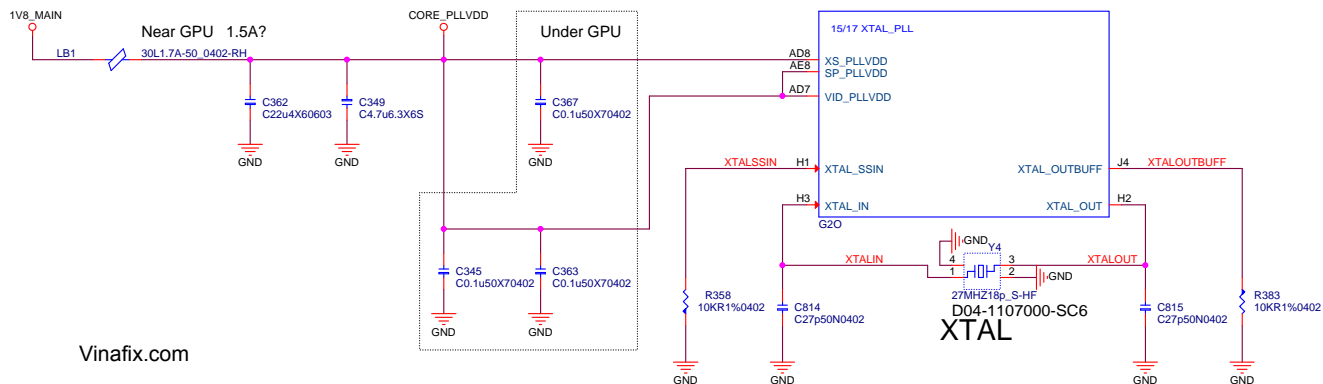 1V8_MAIN
CORE_PLLVDD
Near GPU 1.5A?
Under GPU
15/17 XTAL_PLL
LB1
30L1.7A-50_0402-RH
AD8
XS_PLLVDD
AE8
SP_PLLVDD
AD7
VID_PLLVDD
C362
C22u4X60603
C349
C4.7u6.3X6S
C367
C0.1u50X70402
GND
GND
GND
XTALSSIN
H1
XTAL_SSIN
XTAL_OUTBUFF
J4
XTALOUTBUFF
H3
XTAL_IN
XTAL_OUT
H2
G2O
GND
Y4
XTALIN
4
1
3
2
XTALOUT
GND
C345
C0.1u50X70402
C363
C0.1u50X70402
R358
10KR1%0402
C814
C27p50N0402
27MHZ18p_S-HF
D04-1107000-SC6
XTAL
C815
C27p50N0402
R383
10KR1%0402
GND
GND
Vinafix.com
GND
GND
GND
GND